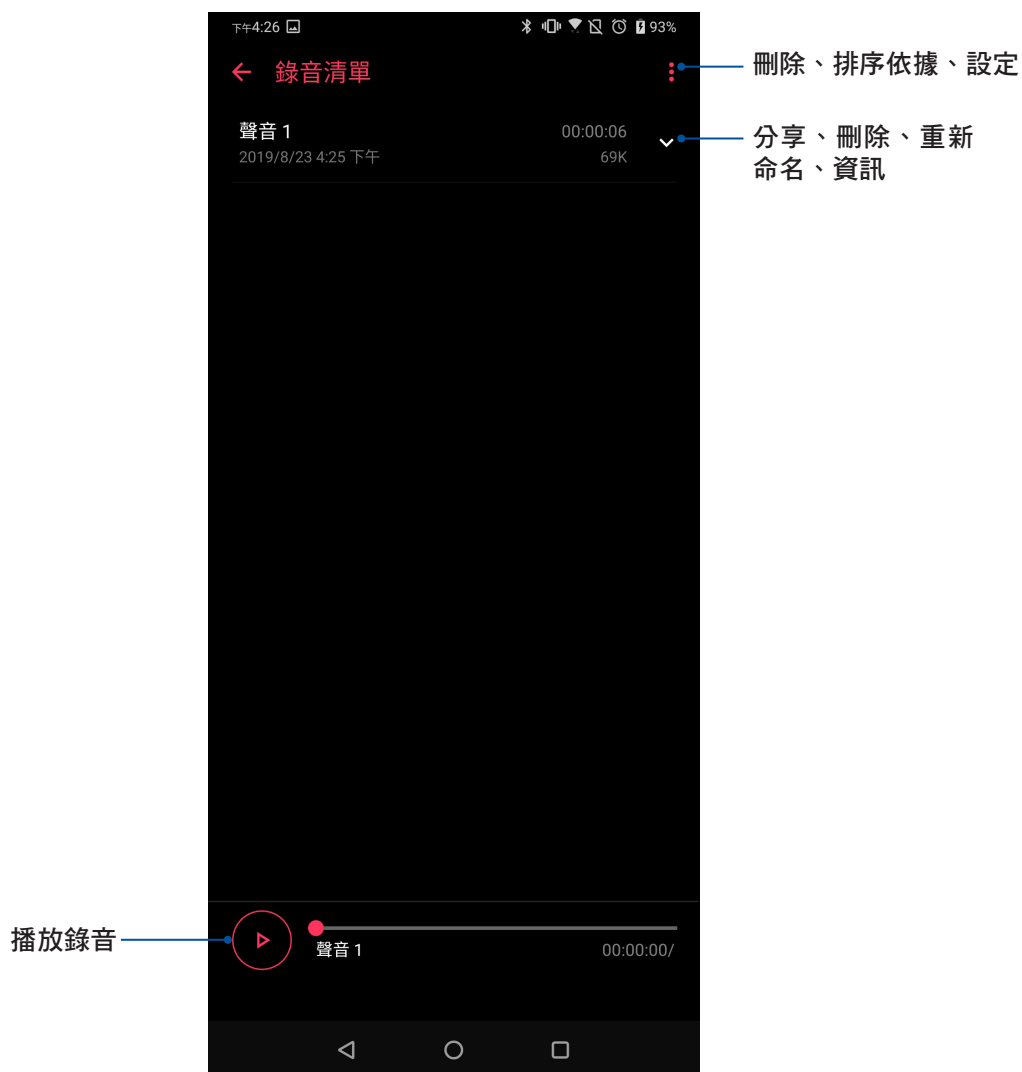 下午4:26
93%
錄音清單
刪除、排序依據、設定
聲音 1
00:00:06
2019/8/23 4:25 下午
69K
分享、刪除、重新
命名、資訊
播放錄音
聲音 1
00:00:00/